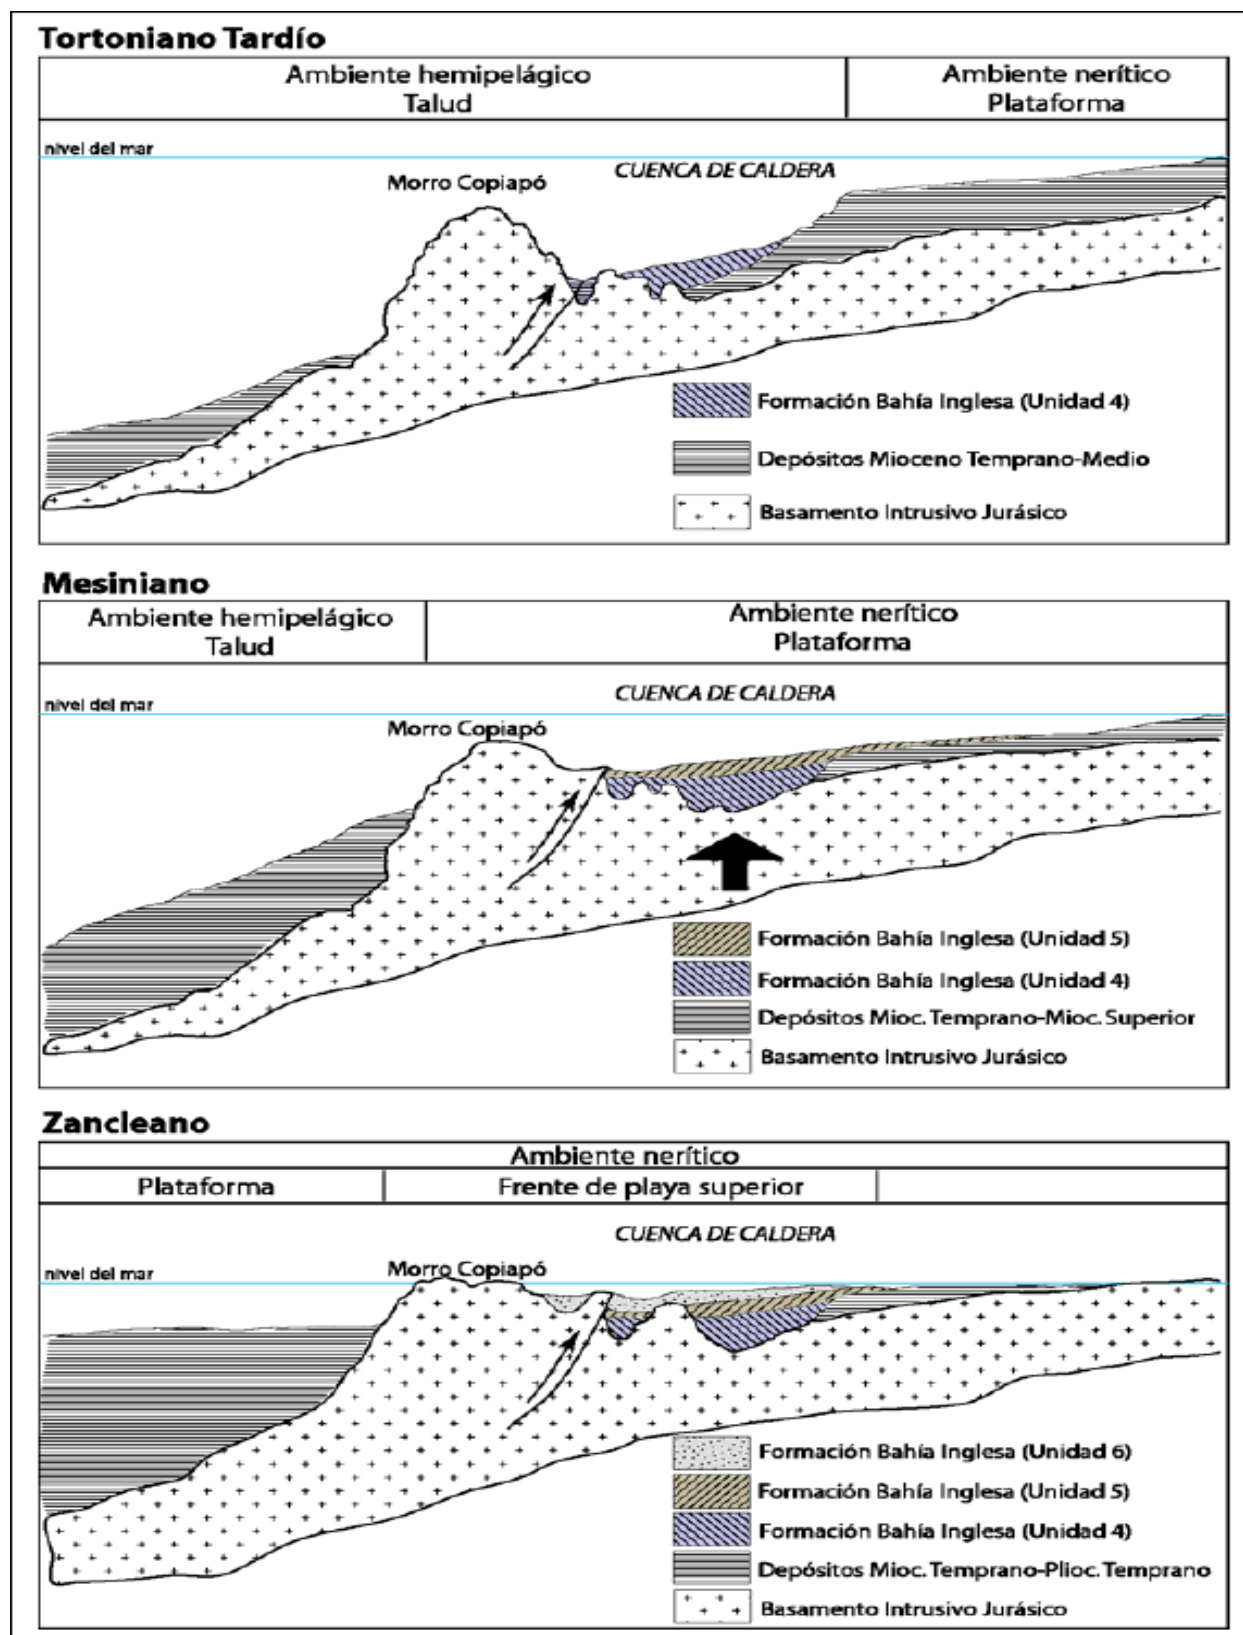 Tortoniano Tardío
Ambiente hemipelágico
Talud
Ambiente nerítico
Plataforma
nivel del mar
CUENCA DE CALDERA
Morro Copiapó
Formación Bahía Inglesa (Unidad 4)
Depósitos Mioceno Temprano-Medio
Basamento Intrusivo Jurásico
Mesiniano
Ambiente hemipelágico
Talud
Ambiente nerítico
Plataforma
CUENCA DE CALDERA
nivel del mar
Morro Copiapó
Formación Bahía Inglesa (Unidad 5)
Formación Bahía Inglesa (Unidad 4)
Depósitos Mioc. Temprano-Mioc. Superior
Basamento Intrusivo Jurásico
Zancleano
Ambiente nerítico
Plataforma
Frente de playa superior
CUENCA DE CALDERA
nivel del mar
Morro Copiapó
Formación Bahía Inglesa (Unidad 6)
Formación Bahía Inglesa (Unidad 5)
Formación Bahía Inglesa (Unidad 4)
Depósitos Mioc. Temprano-Plioc. Temprano
Basamento Intrusivo Jurásico